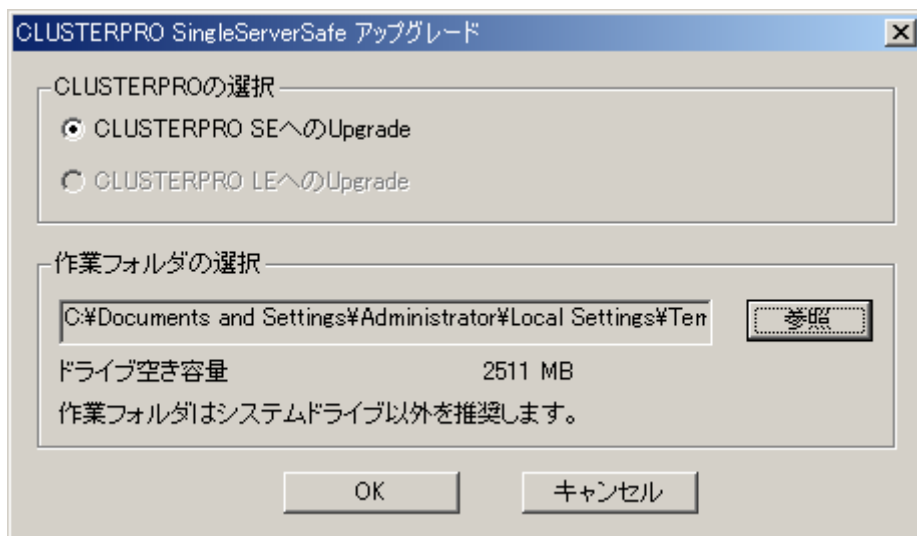 CLUSTERPRO SingleServerSafe アップグレード
CLUSTERPROの選択
CLUSTERPRO SEへのUpgrade
CLUSTERPRO LEへのUpgrade
作業フォルダの選択
C:¥Documents and Settings¥Administrator¥Local Settings¥Tem
参照
ドライブ空き容量 2511 MB
作業フォルダはシステムドライブ以外を推奨します。
OK キャンセル